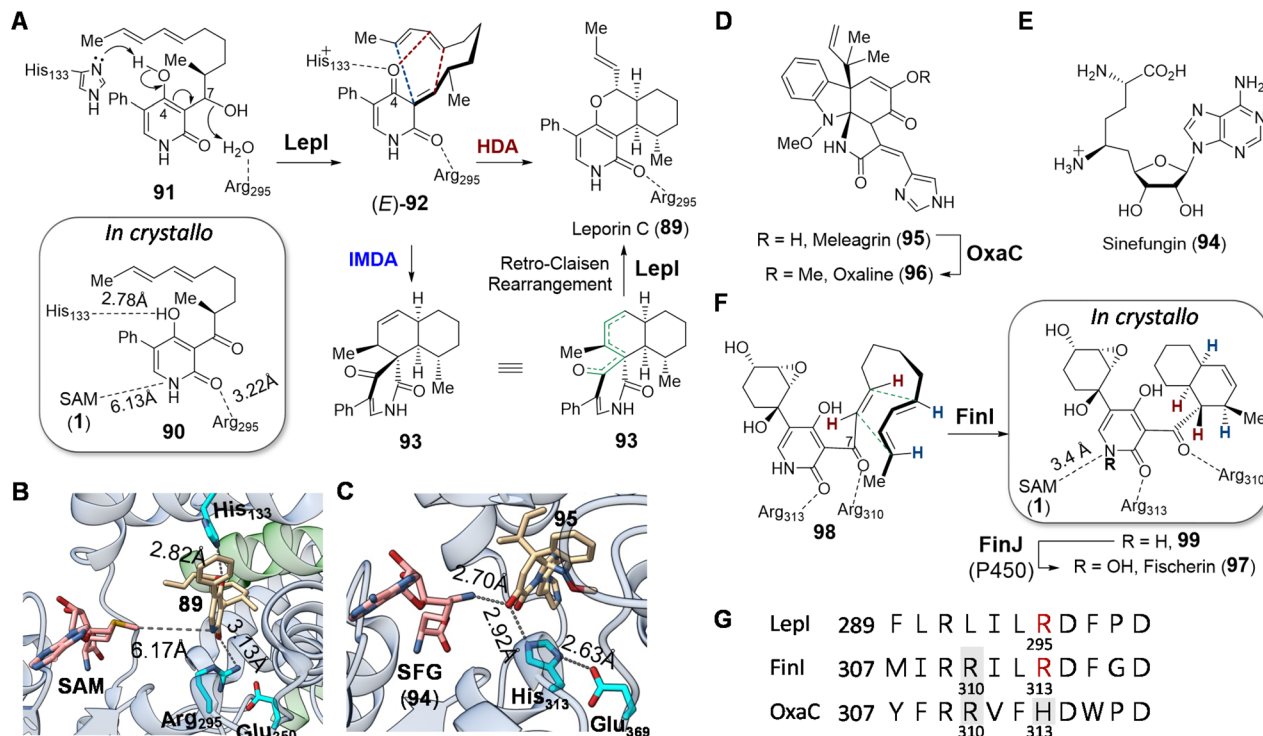 A
Me
His133
N
H
O
Me
7
OH
Ph
4
N
H
O
H2O
Arg295
91
LepI
Me
+
His133
O
4
Ph
Me
N
H
O
Arg295
(E)-92
HDA
H
O
H
H
Ph
Me
N
H
O
Arg295
Leporin C (89)
In crystallo
Me
2.78Å
His133
HO
Me
Ph
O
SAM
(1)
6.13Å
N
H
O
3.22Å
Arg295
90
IMDA
Retro-Claisen
Rearrangement
LepI
H
Me
H
O
O
Me
Ph
NH
93
H
Me
H
O
O
Me
Ph
NH
93
B
His133
2.82Å
89
6.17Å
3.13Å
SAM
Arg295
Glu350
C
95
2.70Å
2.92Å
2.63Å
SFG
(94)
His313
Glu369
D
Me
Me
OR
N
MeO
NH
O
O
N
NH
R = H, Meleagrin (95)
OxaC
R = Me, Oxaline (96)
E
H2N
CO2H
NH2
N
N
N
N
+
H3N
O
HO
OH
Sinefungin (94)
F
HO
O
HO
OH
H
H
H
H
7
N
H
O
O
Me
Arg313
Arg310
98
FinI
In crystallo
HO
O
HO
OH
H
H
H
H
Me
O
3.4 Å
N
R
O
SAM
(1)
Arg310
Arg313
FinJ
(P450)
R = H, 99
R = OH, Fischerin (97)
G
LepI 289 F L R L I L R D F P D
295
FinI 307 M I R R I L R D F G D
310 313
OxaC 307 Y F R R V F H D W P D
310 313